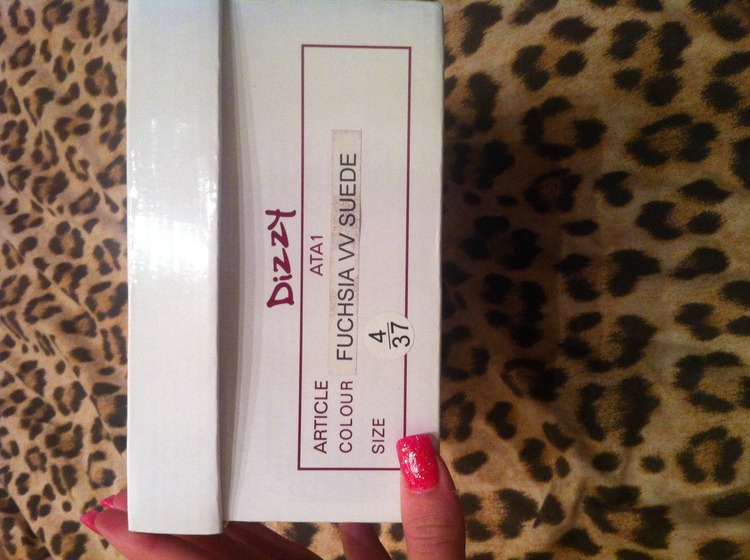 Dizzy
ARTICLE ATA1
COLOUR FUCHSIA VV SUEDE
SIZE 4
37